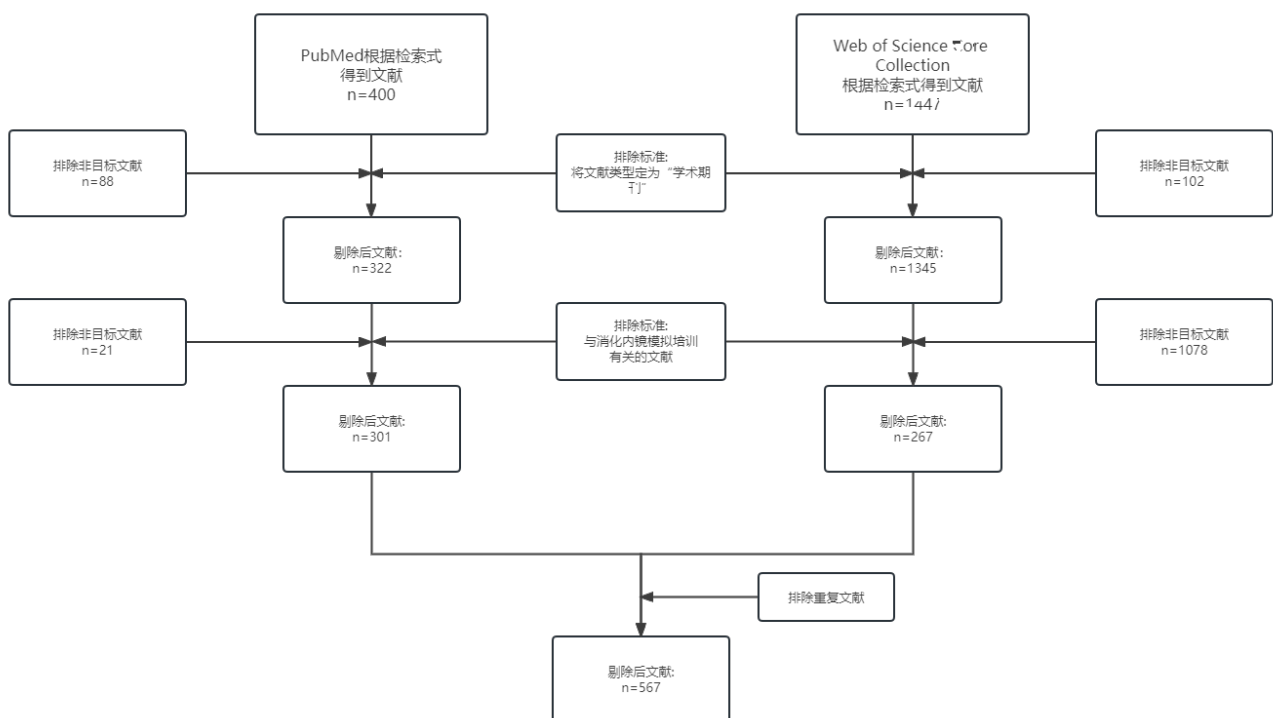 PubMed根据检索式
得到文献
n=400
Web of Science Core
Collection
根据检索式得到文献
n=1447
排除非目标文献
n=88
排除标准:
将文献类型定为“学术期
刊”
排除非目标文献
n=102
剔除后文献:
n=322
剔除后文献:
n=1345
排除非目标文献
n=21
排除标准:
与消化内镜模拟培训
有关的文献
排除非目标文献
n=1078
剔除后文献:
n=301
剔除后文献:
n=267
排除重复文献
剔除后文献:
n=567